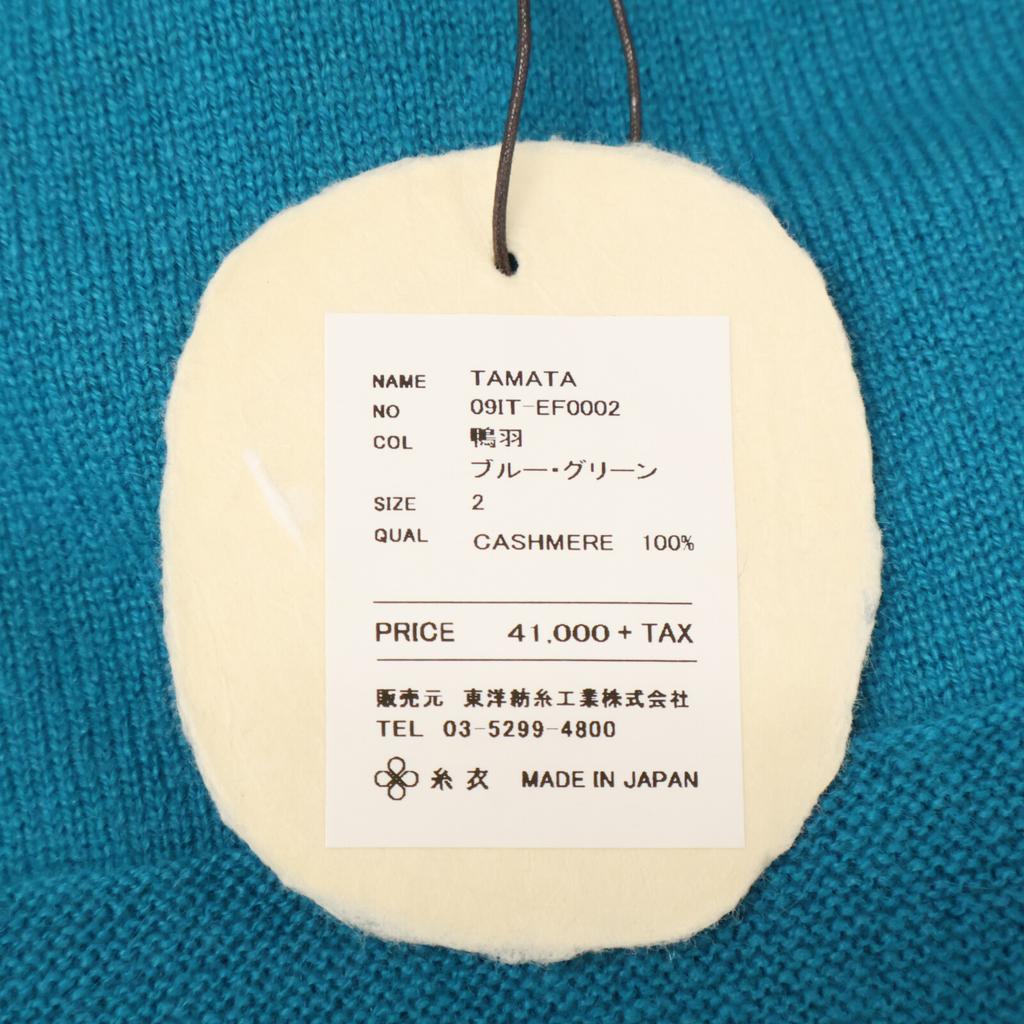 NAME TAMATA
NO 09IT-EF0002
COL 鴨羽
ブルー・グリーン
SIZE 2
QUAL CASHMERE 100%
PRICE 41,000 + TAX
販売元 東洋紡糸工業株式会社
TEL 03-5299-4800
糸衣 MADE IN JAPAN